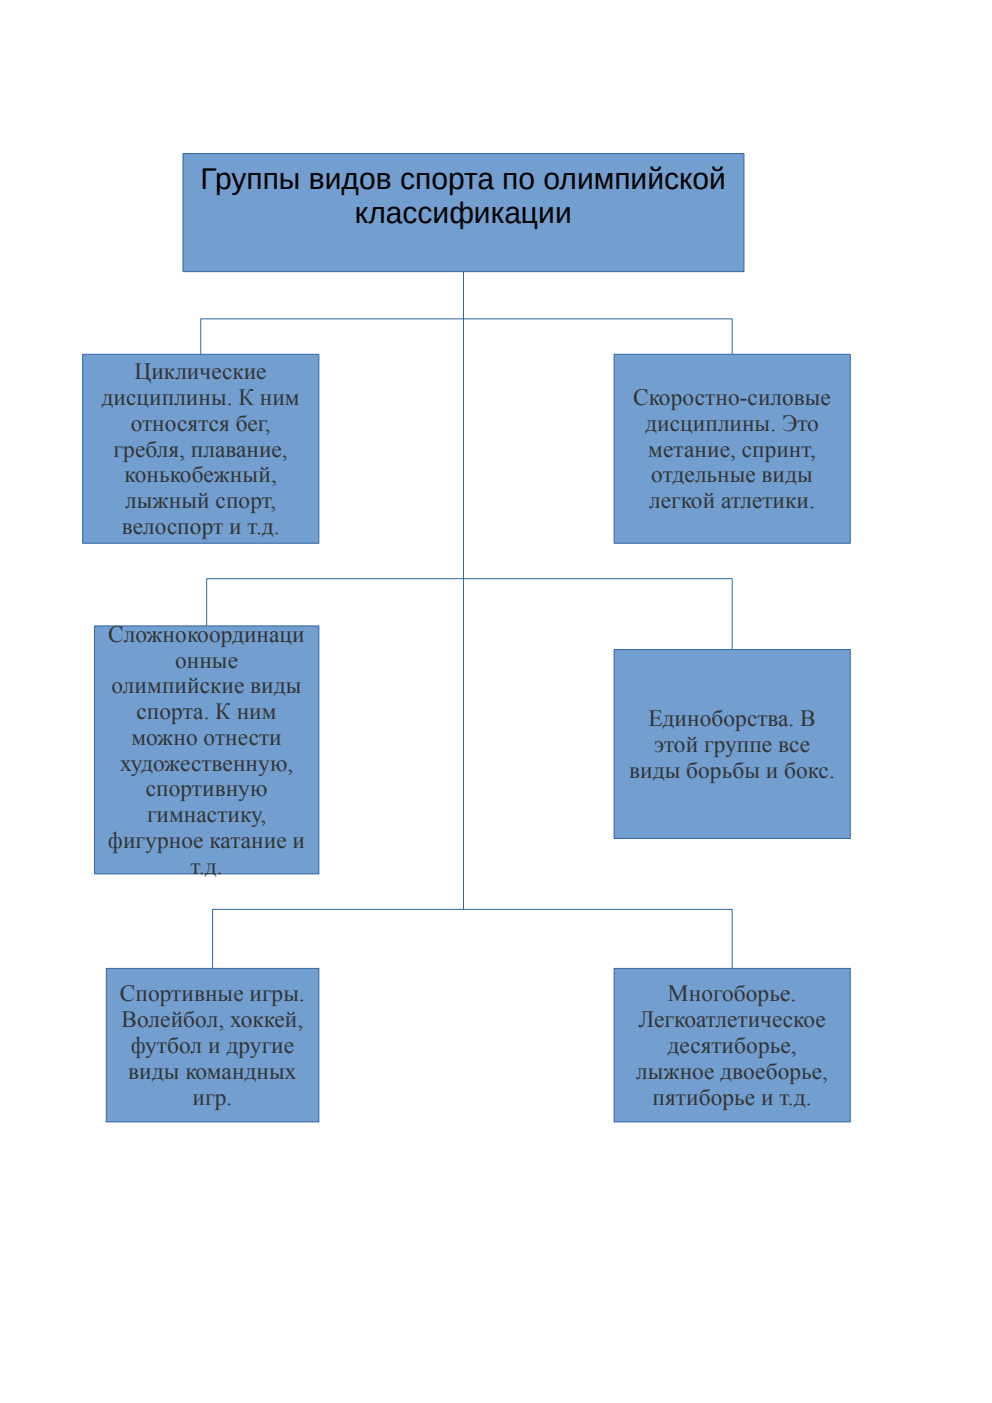 Группы видов спорта по олимпийской
классификации
Циклические
дисциплины. К ним
относятся бег,
гребля, плавание,
конькобежный,
лыжный спорт,
велоспорт и т.д.
Скоростно-силовые
дисциплины. Это
метание, спринт,
отдельные виды
легкой атлетики.
Сложнокоординаци
онные
олимпийские виды
спорта. К ним
можно отнести
художественную,
спортивную
гимнастику,
фигурное катание и
т.д.
Единоборства. В
этой группе все
виды борьбы и бокс.
Спортивные игры.
Волейбол, хоккей,
футбол и другие
виды командных
игр.
Многоборье.
Легкоатлетическое
десятиборье,
лыжное двоеборье,
пятиборье и т.д.